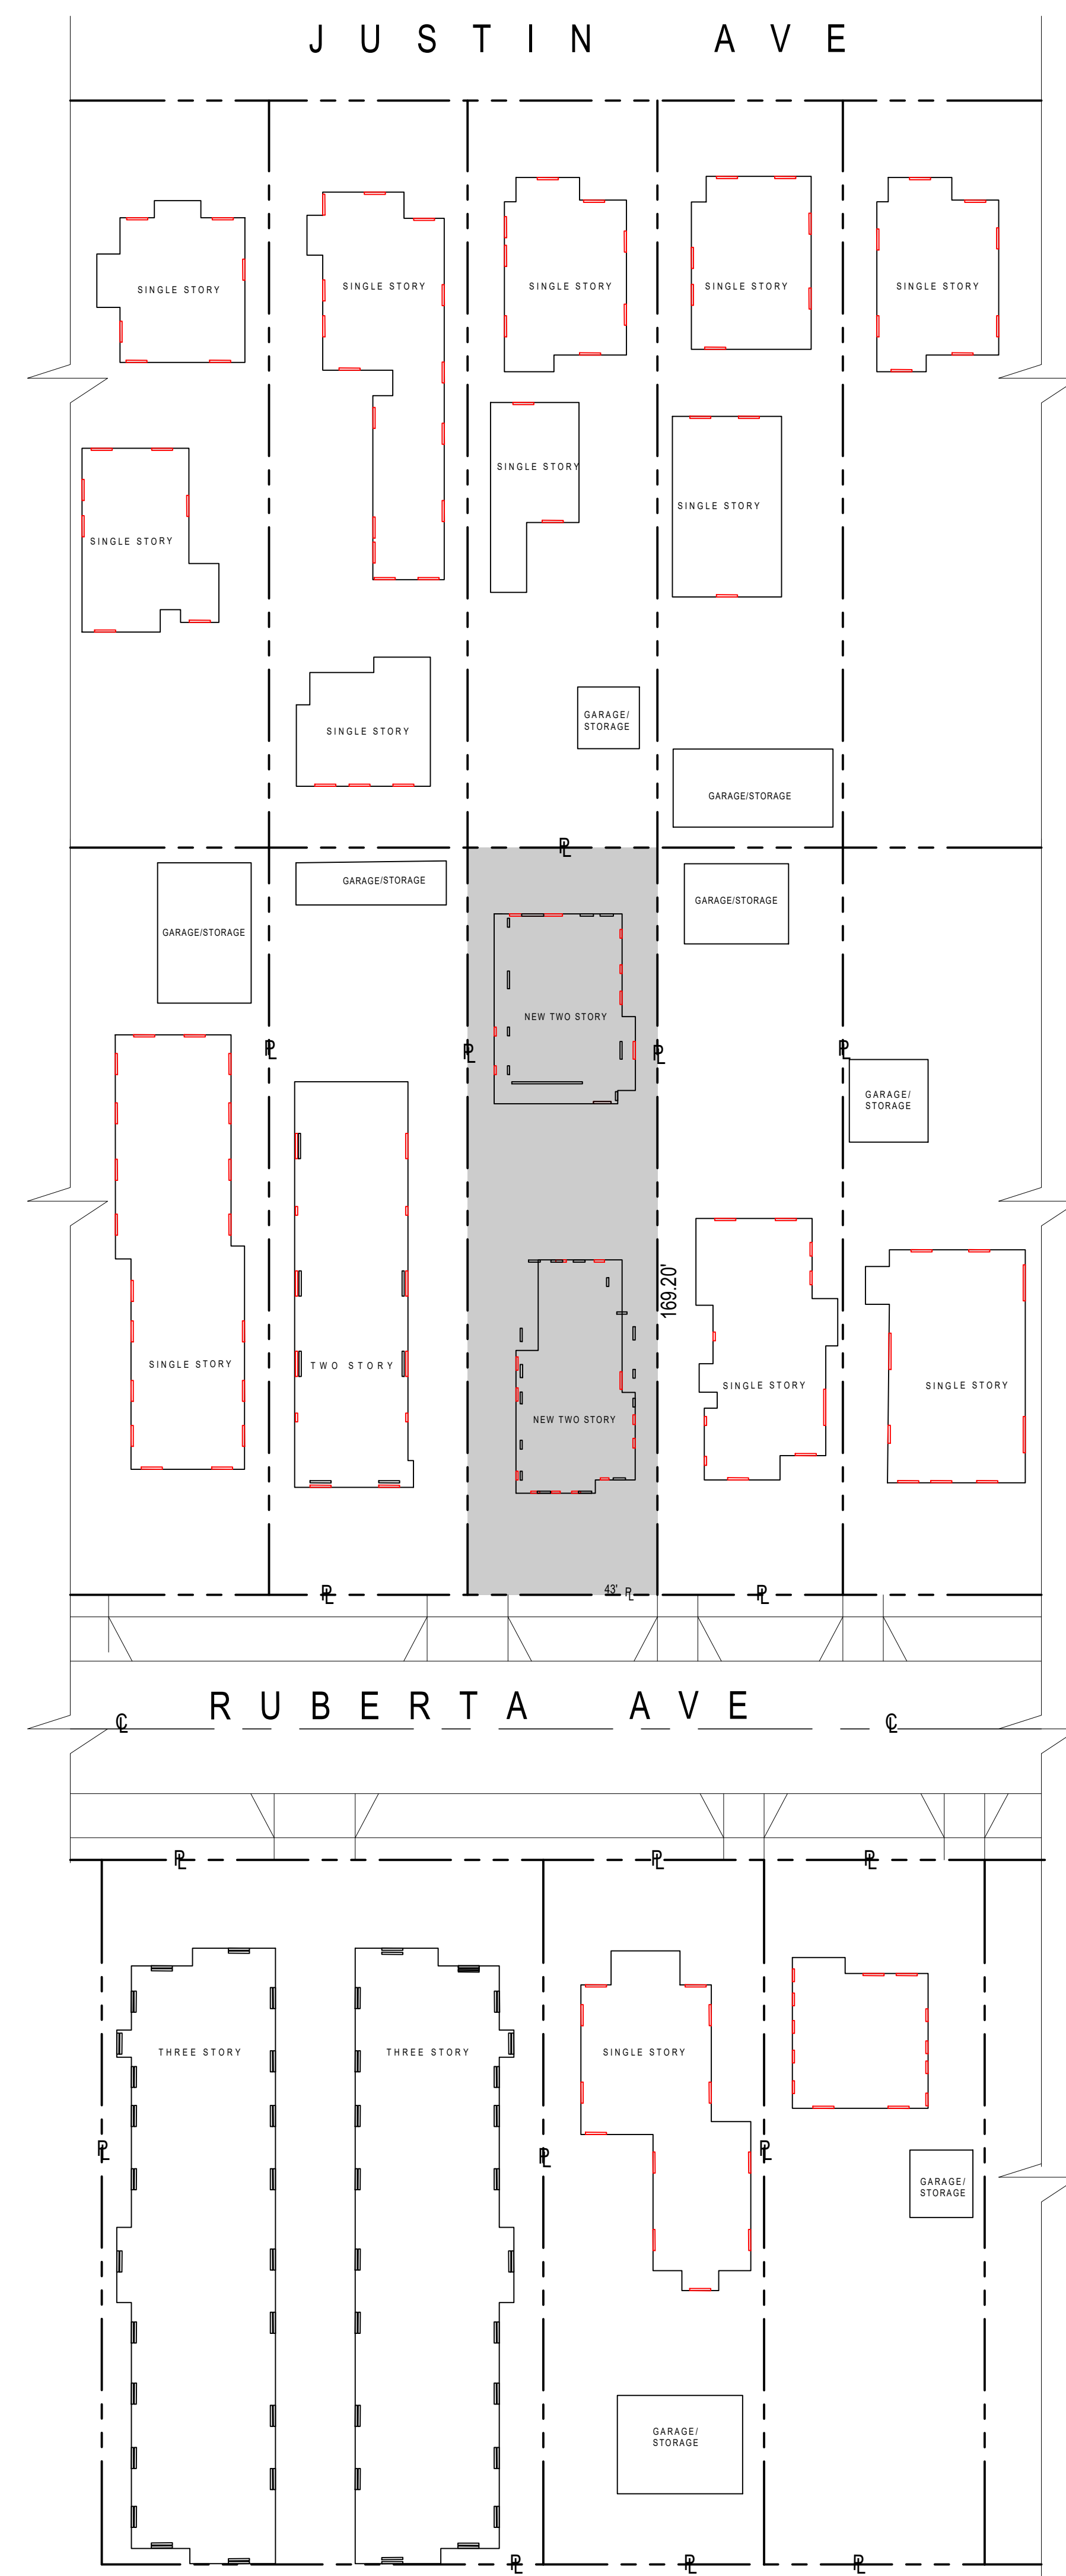 JUSTIN AVE
SINGLE STORY
SINGLE STORY
SINGLE STORY
SINGLE STORY
SINGLE STORY
SINGLE STORY
SINGLE STORY
SINGLE STORY
SINGLE STORY
GARAGE/
STORAGE
GARAGE/STORAGE
PL
GARAGE/STORAGE
GARAGE/STORAGE
GARAGE/STORAGE
NEW TWO STORY
PL
PL
PL
PL
GARAGE/
STORAGE
169.20'
SINGLE STORY
TWO STORY
NEW TWO STORY
SINGLE STORY
SINGLE STORY
PL
43' PL
PL
RUBERTA AVE
CL
CL
PL
PL
PL
THREE STORY
THREE STORY
SINGLE STORY
PL
PL
PL
GARAGE/
STORAGE
GARAGE/
STORAGE
PL
PL
PL